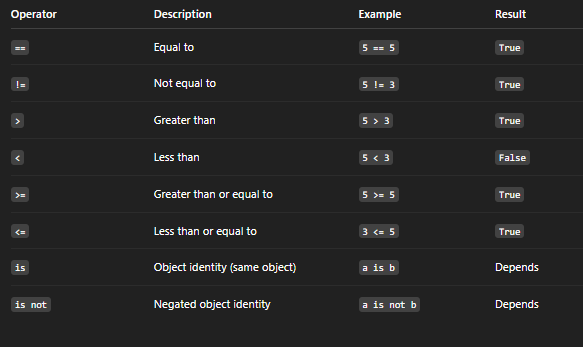 Operator Description Example Result
== Equal to 5 == 5 True
!= Not equal to 5 != 3 True
> Greater than 5 > 3 True
< Less than 5 < 3 False
>= Greater than or equal to 5 >= 5 True
<= Less than or equal to 3 <= 5 True
is Object identity (same object) a is b Depends
is not Negated object identity a is not b Depends